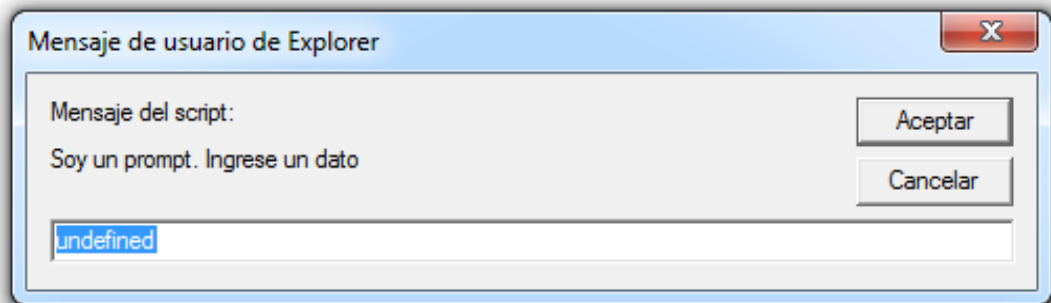 Mensaje de usuario de Explorer
Mensaje del script:
Soy un prompt. Ingrese un dato
Aceptar
Cancelar
undefined